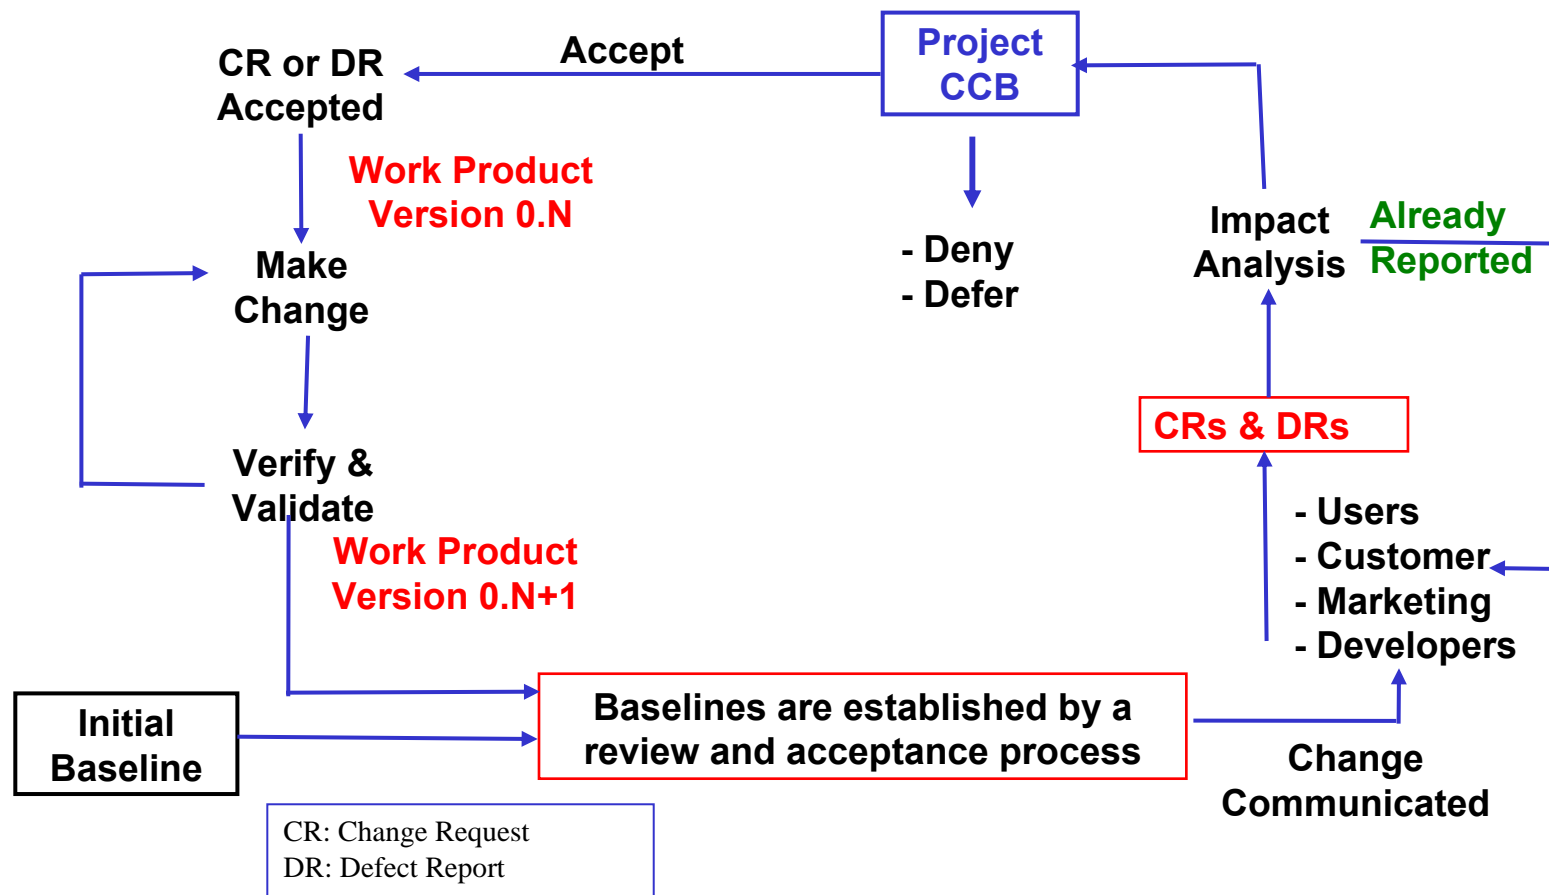 CR or DR
Accepted
Accept
Project
CCB
Work Product
Version 0.N
- Deny
- Defer
Impact
Analysis
Already
Reported
Make
Change
CRs & DRs
Verify &
Validate
- Users
- Customer
- Marketing
- Developers
Work Product
Version 0.N+1
Initial
Baseline
Baselines are established by a
review and acceptance process
Change
Communicated
CR: Change Request
DR: Defect Report